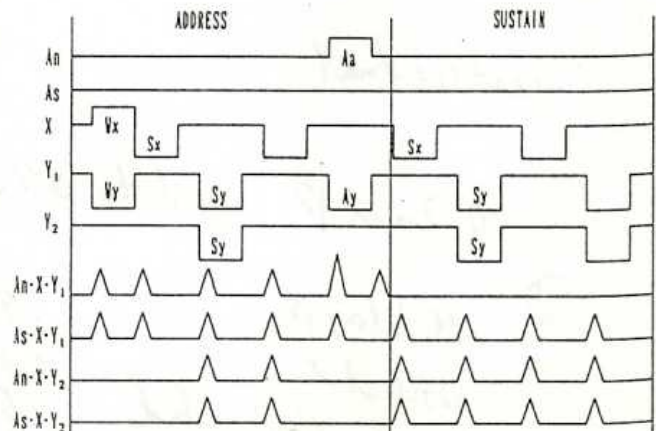 ADDRESS SUSTAIN
An Aa
As
X Wx Sx Sx
Y₁ Wy Sy Ay Sy
Y₂ Sy Sy
An-X-Y₁
As-X-Y₁
An-X-Y₂
As-X-Y₂